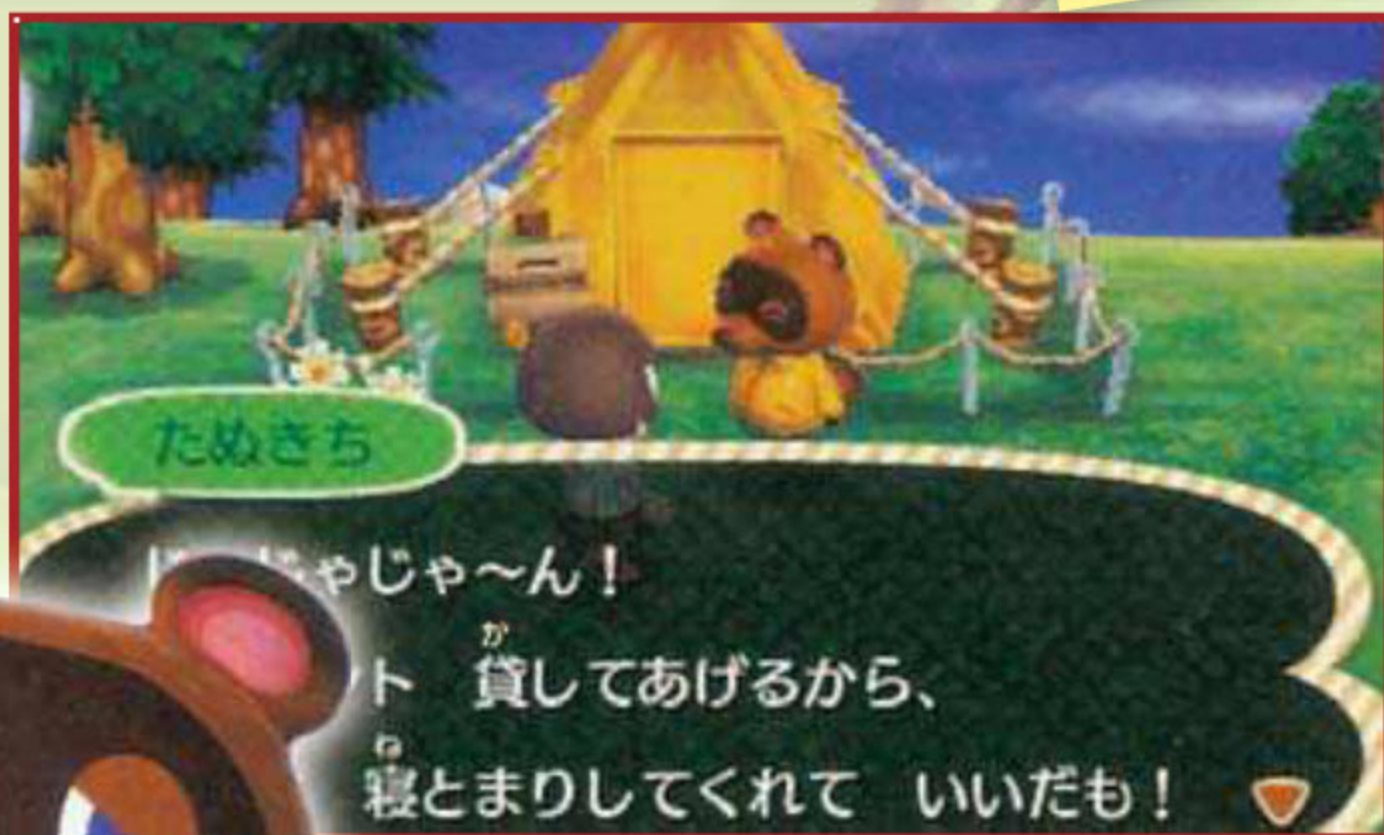 たぬきち
じゃじゃ～ん！
ト　貸してあげるから、
寝とまりしてくれて　いいだも！